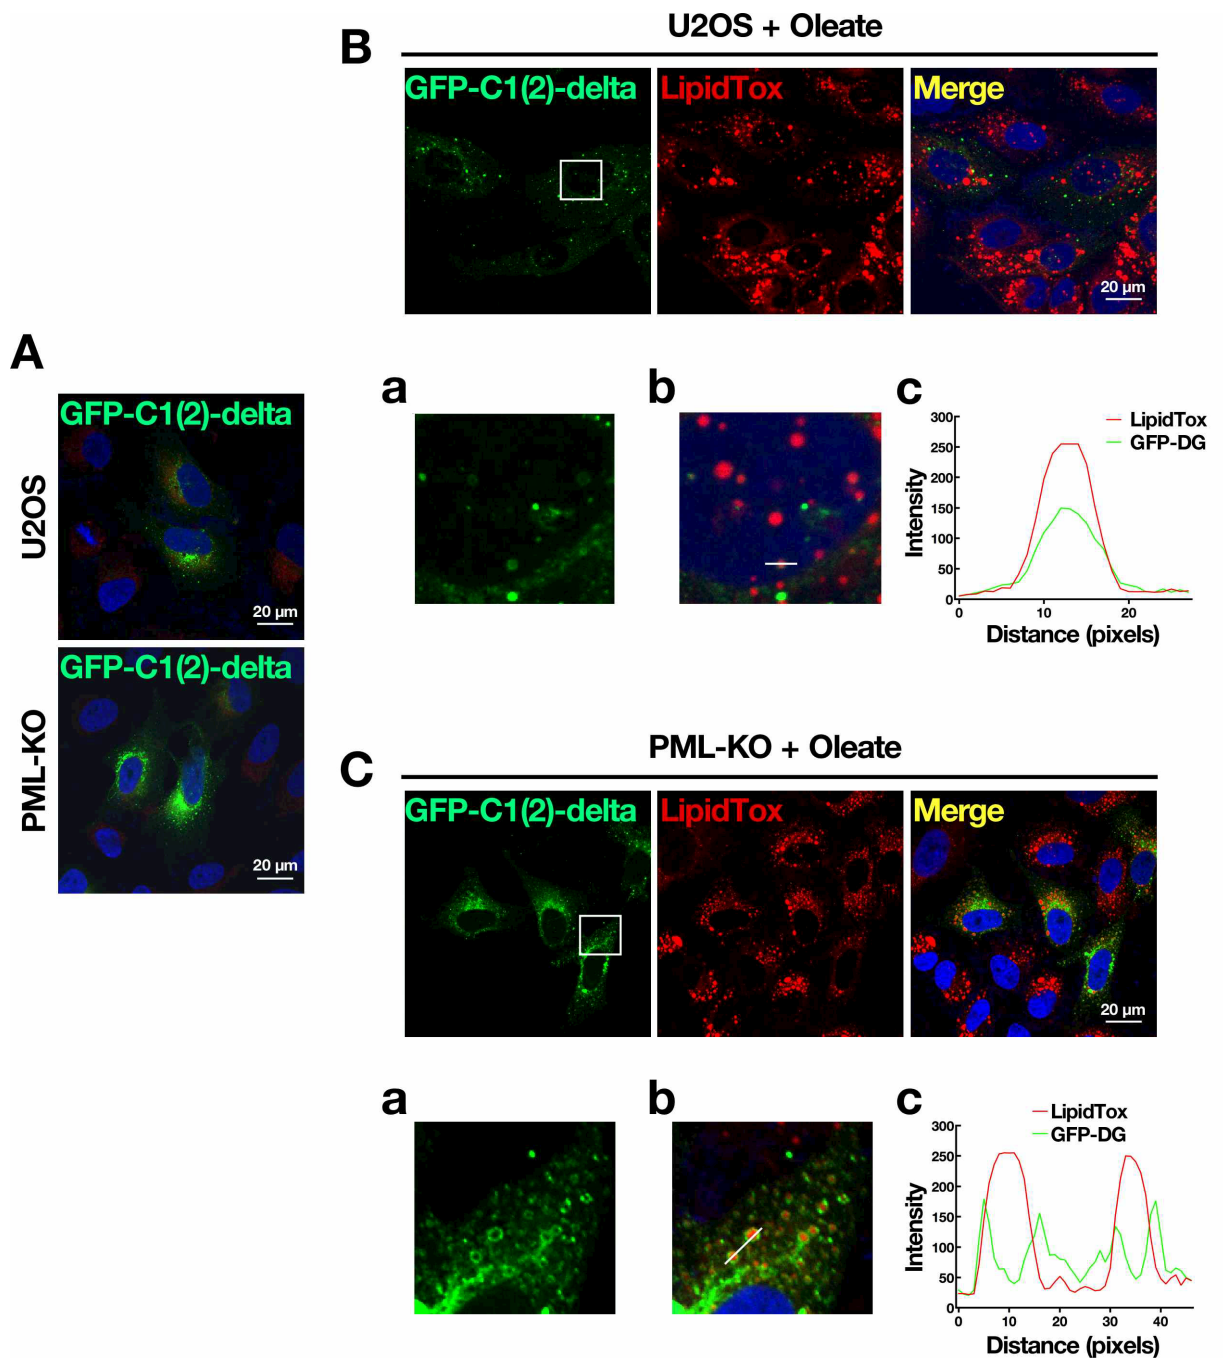 B
U2OS + Oleate
GFP-C1(2)-delta
LipidTox
Merge
20 µm
A
U2OS
GFP-C1(2)-delta
20 µm
PML-KO
GFP-C1(2)-delta
20 µm
a
b
c
300
250
200
150
100
50
0
Intensity
0 10 20
Distance (pixels)
LipidTox
GFP-DG
C
PML-KO + Oleate
GFP-C1(2)-delta
LipidTox
Merge
20 µm
a
b
c
LipidTox
GFP-DG
300
250
200
150
100
50
0
Intensity
0 10 20 30 40
Distance (pixels)